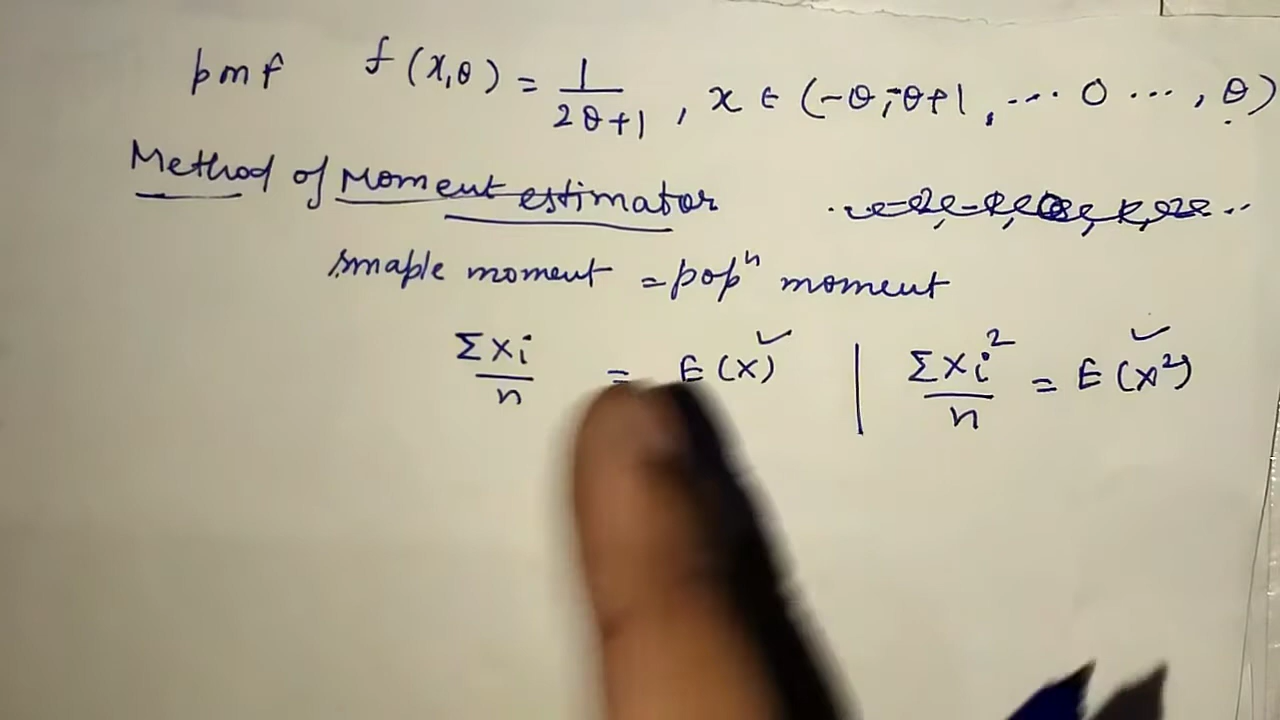 pmf f(x,θ) = 1/2θ+1, x ∈ (-θ, -θ+1, ... 0 ..., θ)
Method of Moment estimator
smaple moment = popⁿ moment
Σxi/n = E(x) ✓ | Σxi²/n = E(x²) ✓